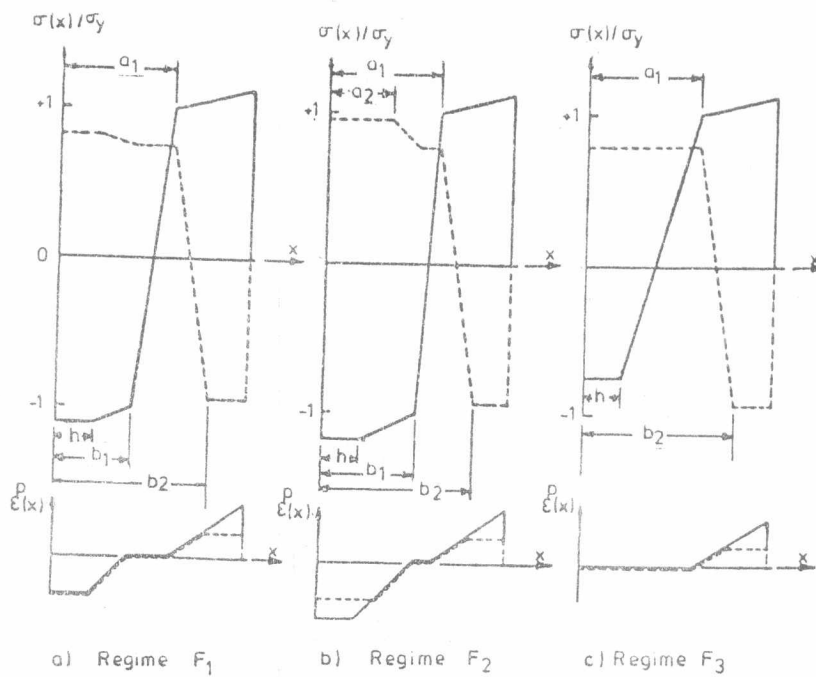 σ(x)/σy
a1
+1
0
x
-1
h
b1
b2
εᵖ(x)
x
a) Regime F1
σ(x)/σy
a1
a2
+1
x
-1
h
b1
b2
εᵖ(x)
x
b) Regime F2
σ(x)/σy
a1
+1
x
h
-1
b2
εᵖ(x)
x
c) Regime F3